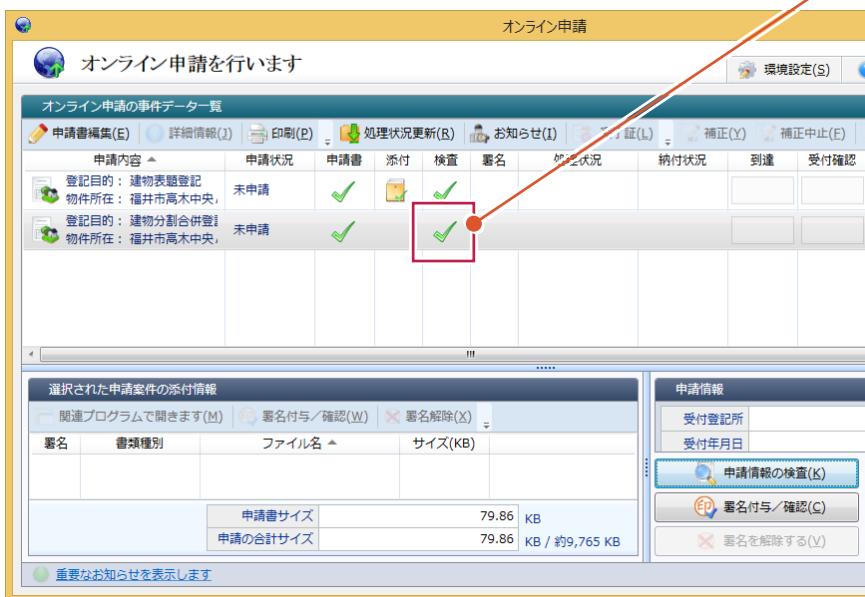 オンライン申請
オンライン申請を行います
環境設定(S)
オンライン申請の事件データ一覧
申請書編集(E) 詳細情報(J) 印刷(P) 処理状況更新(R) お知らせ(I) 証(L) 補正(Y) 補正中止(F)
申請内容 申請状況 申請書 添付 検査 署名 処理状況 納付状況 到達 受付確認
登記目的： 建物表題登記
物件所在： 福井市高木中央,
未申請
登記目的： 建物分割合併登
物件所在： 福井市高木中央,
未申請
選択された申請案件の添付情報
関連プログラムで開きます(M) 署名付与／確認(W) 署名解除(X)
署名 書類種別 ファイル名 サイズ(KB)
申請書サイズ 79.86 KB
申請の合計サイズ 79.86 KB / 約9,765 KB
申請情報
受付登記所
受付年月日
申請情報の検査(K)
署名付与／確認(C)
署名を解除する(V)
重要なお知らせを表示します